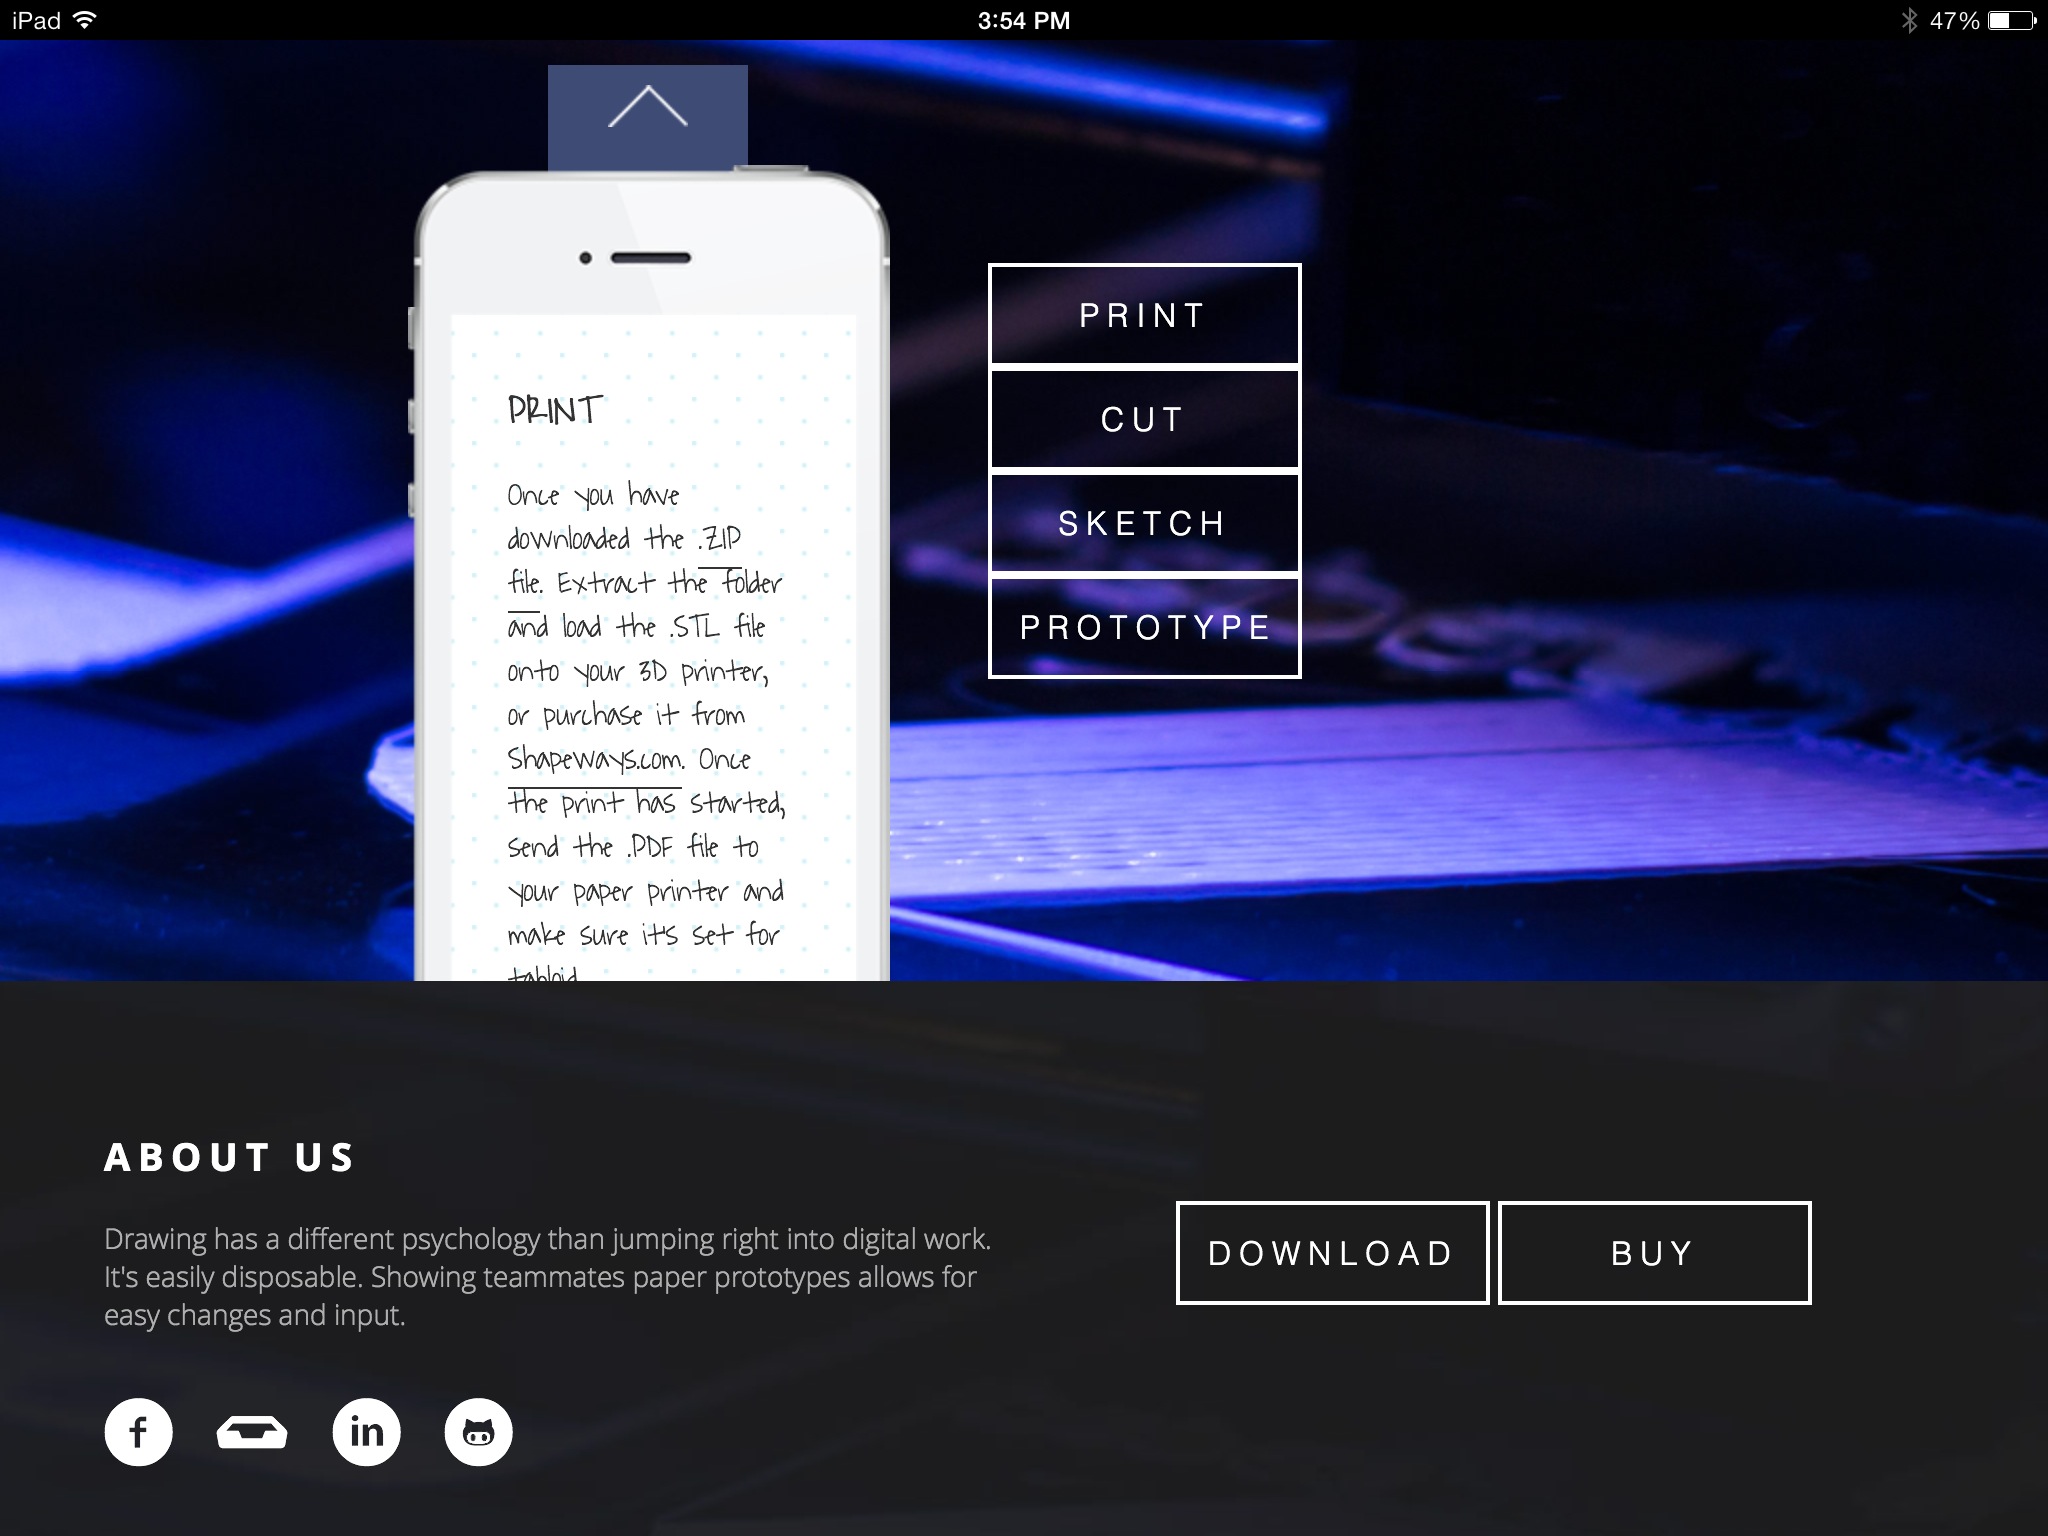 iPad
3:54 PM
47%
PRINT
Once you have
downloaded the .ZIP
file. Extract the folder
and load the .STL file
onto your 3D printer,
or purchase it from
Shapeways.com. Once
the print has started,
send the .PDF file to
your paper printer and
make sure it's set for
tabloid
PRINT
CUT
SKETCH
PROTOTYPE
ABOUT US
Drawing has a different psychology than jumping right into digital work.
It's easily disposable. Showing teammates paper prototypes allows for
easy changes and input.
DOWNLOAD
BUY
f
in